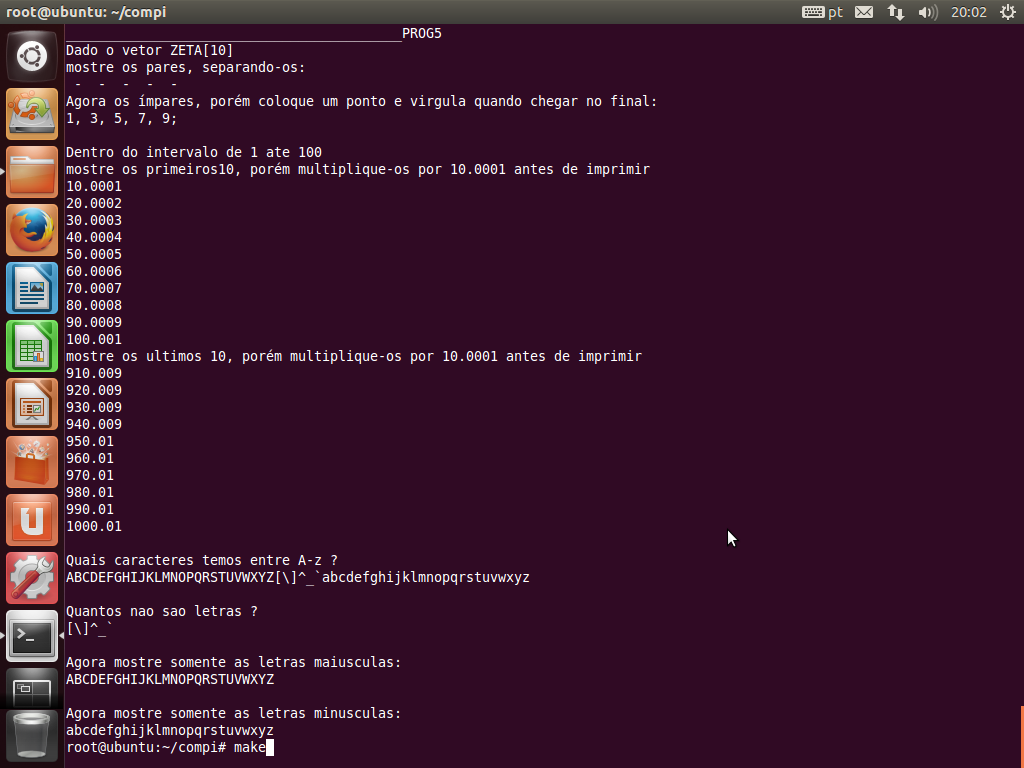 root@ubuntu: ~/compi
pt
20:02
__________________________________________PROG5
Dado o vetor ZETA[10]
mostre os pares, separando-os:
 -  -  -  -  -
Agora os ímpares, porém coloque um ponto e virgula quando chegar no final:
1, 3, 5, 7, 9;
Dentro do intervalo de 1 ate 100
mostre os primeiros10, porém multiplique-os por 10.0001 antes de imprimir
10.0001
20.0002
30.0003
40.0004
50.0005
60.0006
70.0007
80.0008
90.0009
100.001
mostre os ultimos 10, porém multiplique-os por 10.0001 antes de imprimir
910.009
920.009
930.009
940.009
950.01
960.01
970.01
980.01
990.01
1000.01
Quais caracteres temos entre A-z ?
ABCDEFGHIJKLMNOPQRSTUVWXYZ[\]^_`abcdefghijklmnopqrstuvwxyz
Quantos nao sao letras ?
[\]^_`
Agora mostre somente as letras maiusculas:
ABCDEFGHIJKLMNOPQRSTUVWXYZ
Agora mostre somente as letras minusculas:
abcdefghijklmnopqrstuvwxyz
root@ubuntu:~/compi# make